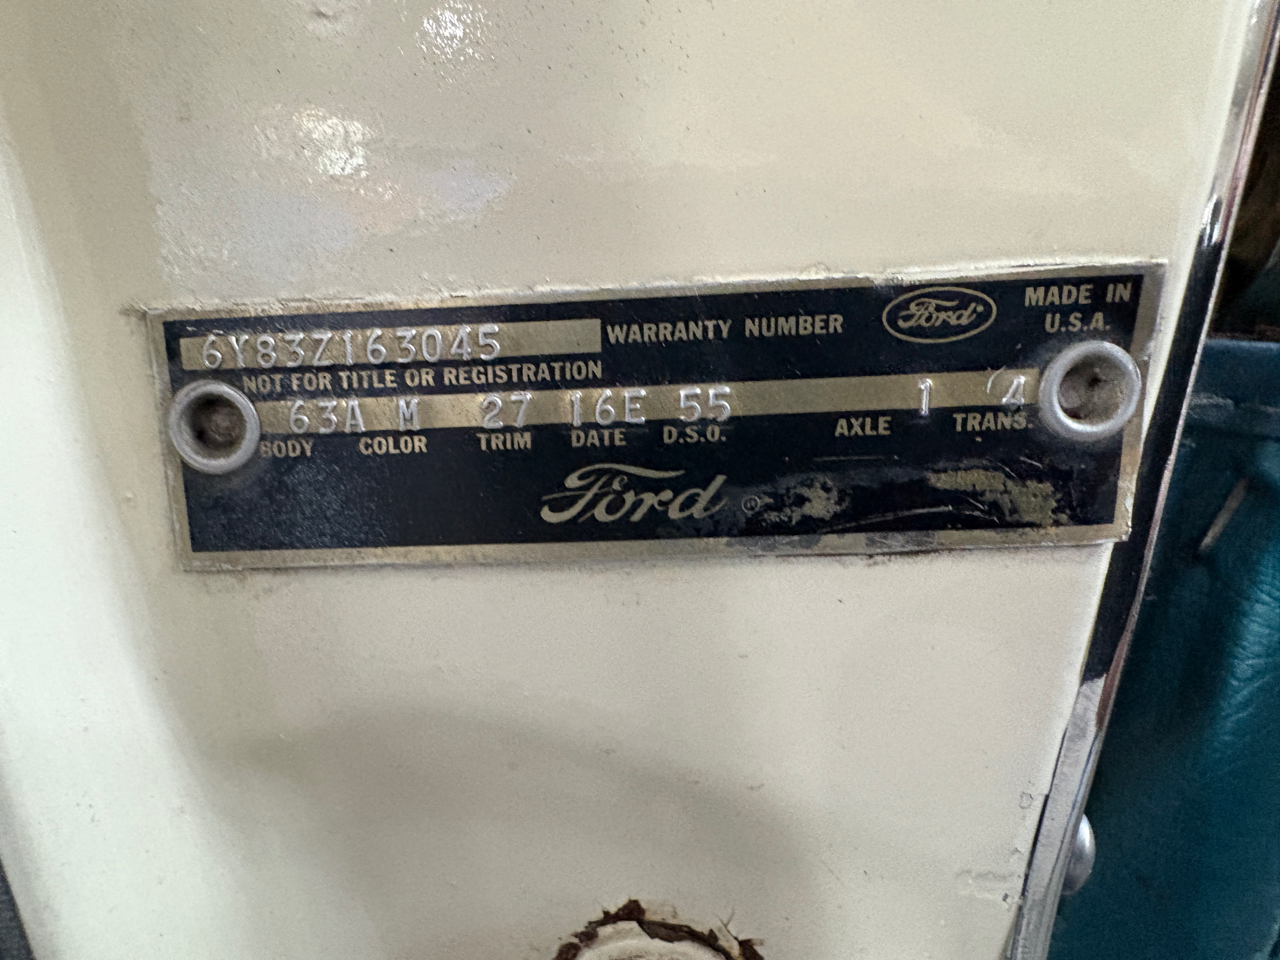 6Y83Z163045 WARRANTY NUMBER Ford MADE IN U.S.A.
NOT FOR TITLE OR REGISTRATION
63A M 27 16E 55 1 4
BODY COLOR TRIM DATE D.S.O. AXLE TRANS.
Ford ®